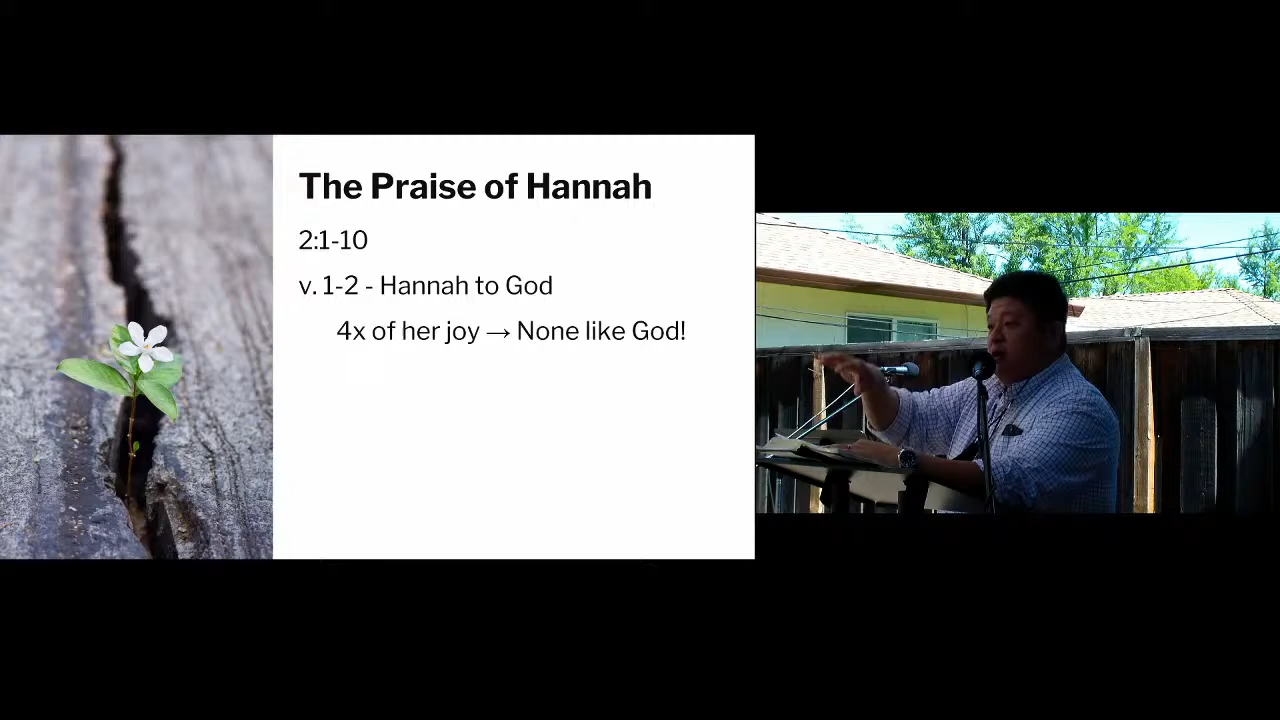 The Praise of Hannah
2:1-10
v. 1-2 - Hannah to God
4x of her joy → None like God!